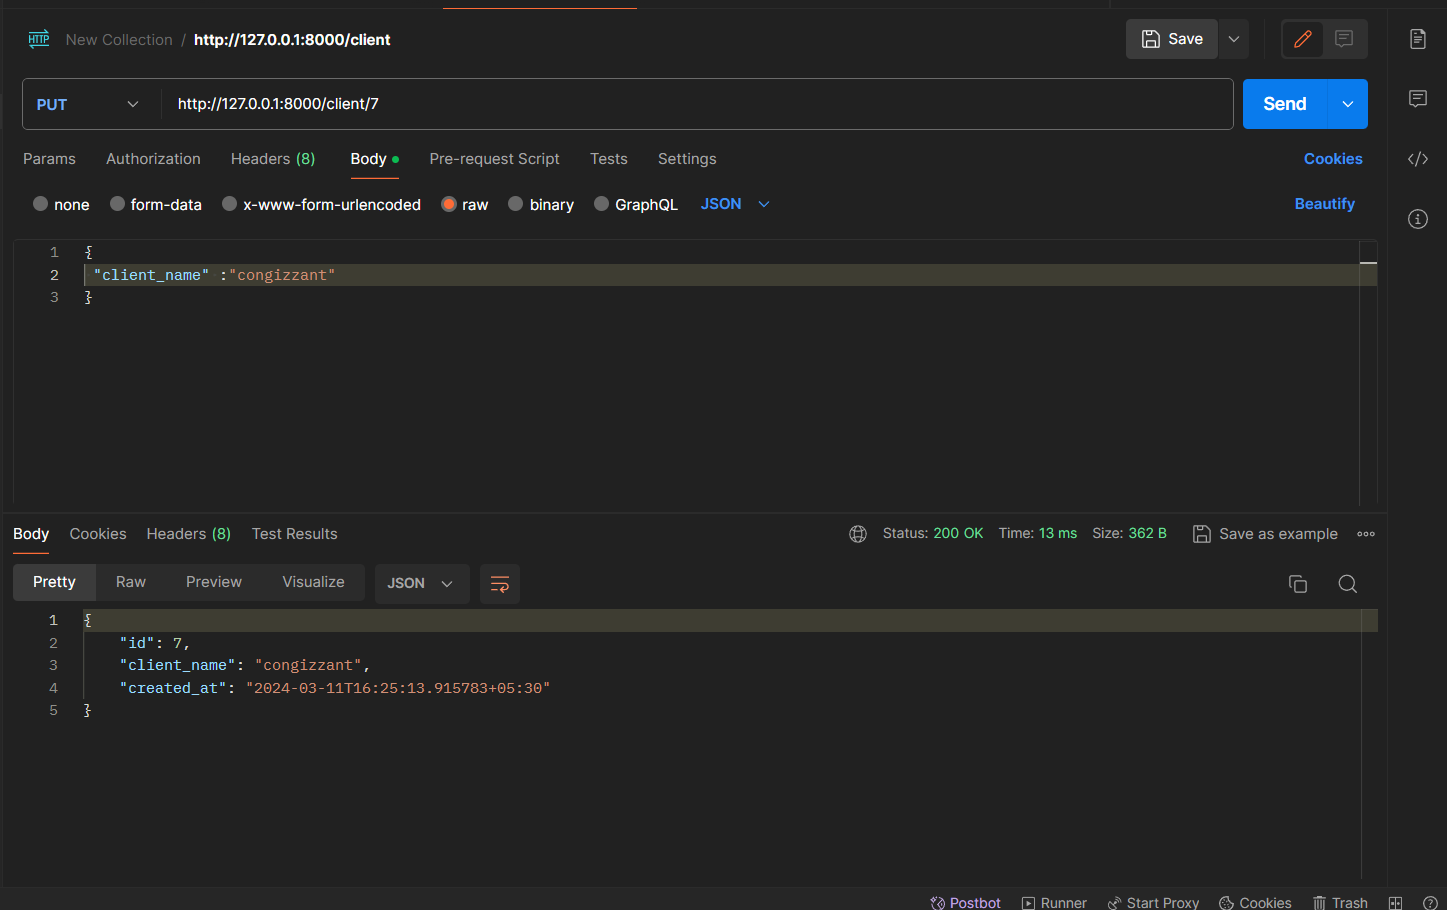 HTTP New Collection / http://127.0.0.1:8000/client Save
PUT http://127.0.0.1:8000/client/7 Send
Params Authorization Headers (8) Body Pre-request Script Tests Settings Cookies
none form-data x-www-form-urlencoded raw binary GraphQL JSON Beautify
1 {
2 "client_name" :"congizzant"
3 }
Body Cookies Headers (8) Test Results Status: 200 OK Time: 13 ms Size: 362 B Save as example
Pretty Raw Preview Visualize JSON
1 {
2 "id": 7,
3 "client_name": "congizzant",
4 "created_at": "2024-03-11T16:25:13.915783+05:30"
5 }
Postbot Runner Start Proxy Cookies Trash